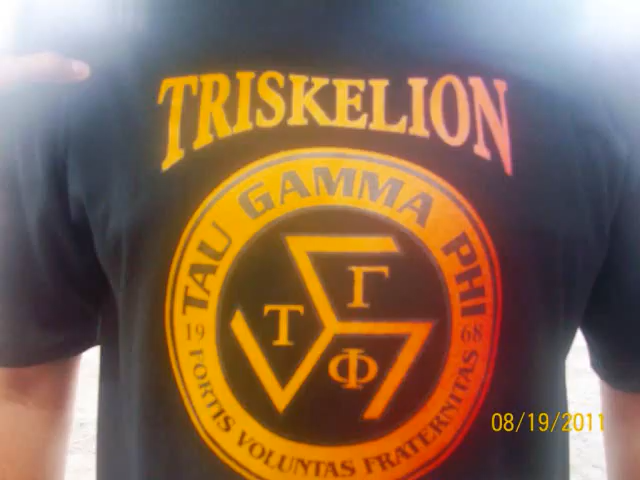 TRISKELION
TAU GAMMA PHI
Γ
Τ
Φ
19 68
FORTIS VOLUNTAS FRATERNITAS
08/19/2011